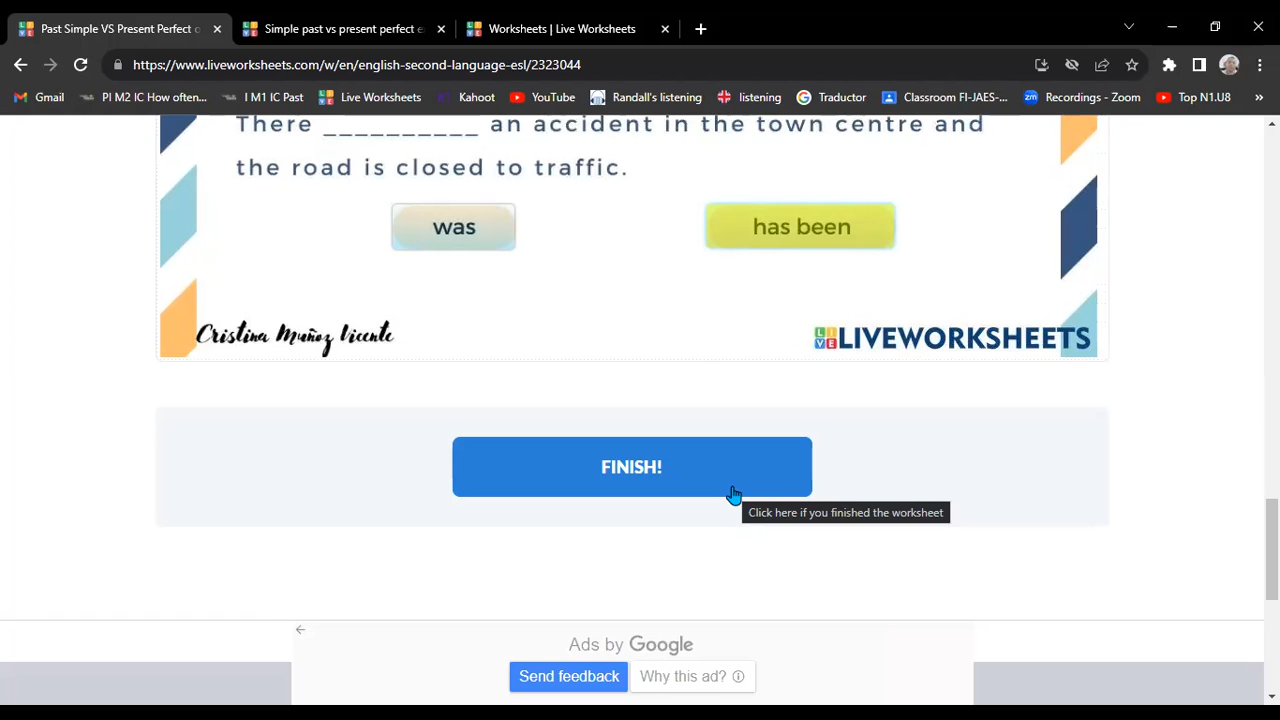 Past Simple VS Present Perfect o
Simple past vs present perfect e
Worksheets | Live Worksheets
https://www.liveworksheets.com/w/en/english-second-language-esl/2323044
Gmail
PI M2 IC How often...
I M1 IC Past
Live Worksheets
Kahoot
YouTube
Randall's listening
listening
Traductor
Classroom FI-JAES-...
Recordings - Zoom
Top N1.U8
There __________ an accident in the town centre and
the road is closed to traffic.
was
has been
Cristina Muñoz Vicente
LIVE LIVEWORKSHEETS
FINISH!
Click here if you finished the worksheet
Ads by Google
Send feedback
Why this ad?